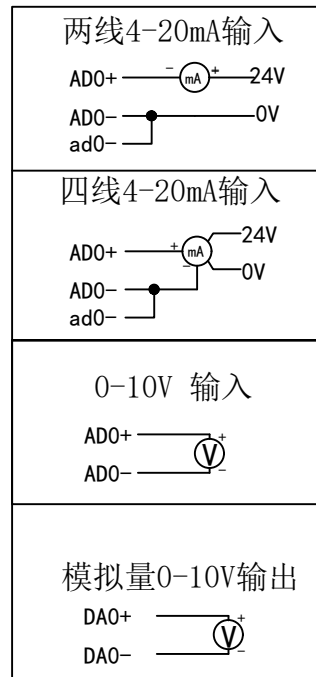 两线4-20mA输入
AD0+ - mA + 24V
AD0- 0V
ad0-
四线4-20mA输入
24V
AD0+ + mA
- 0V
AD0-
ad0-
0-10V 输入
AD0+ +
V
AD0- -
模拟量0-10V输出
DA0+ +
V
DA0- -